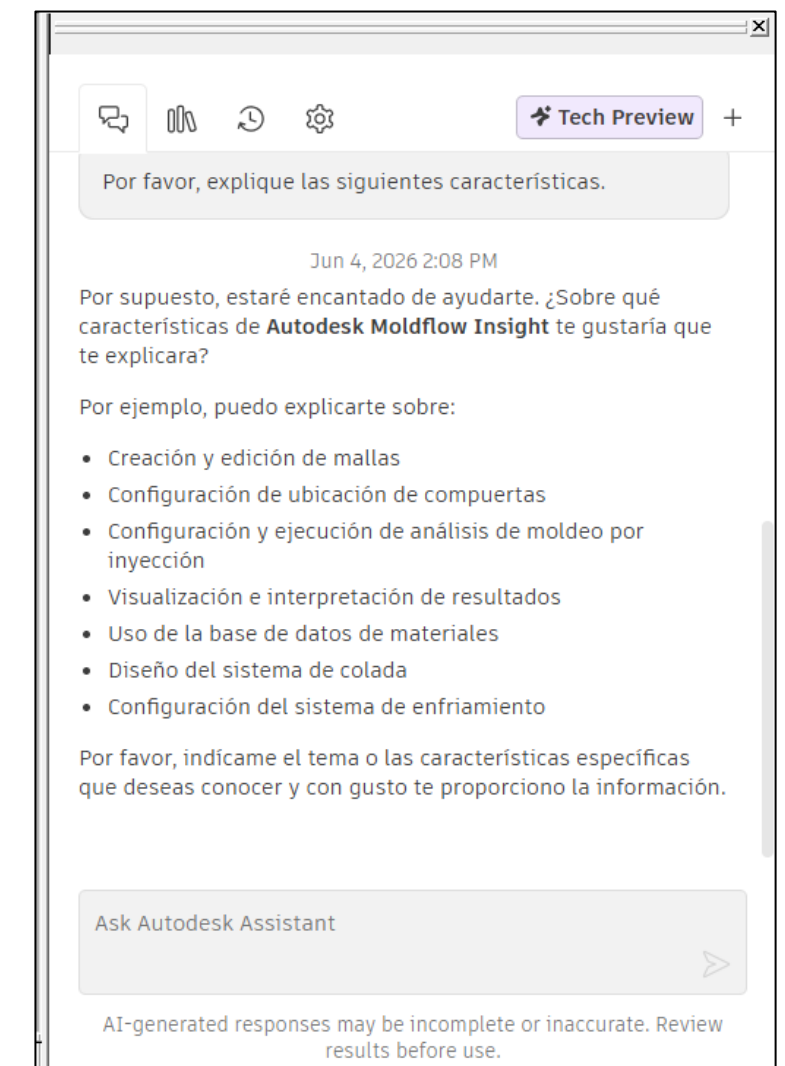 Tech Preview
Por favor, explique las siguientes características.
Jun 4, 2026 2:08 PM
Por supuesto, estaré encantado de ayudarte. ¿Sobre qué
características de Autodesk Moldflow Insight te gustaría que
te explicara?
Por ejemplo, puedo explicarte sobre:
• Creación y edición de mallas
• Configuración de ubicación de compuertas
• Configuración y ejecución de análisis de moldeo por
inyección
• Visualización e interpretación de resultados
• Uso de la base de datos de materiales
• Diseño del sistema de colada
• Configuración del sistema de enfriamiento
Por favor, indícame el tema o las características específicas
que deseas conocer y con gusto te proporciono la información.
Ask Autodesk Assistant
AI-generated responses may be incomplete or inaccurate. Review
results before use.